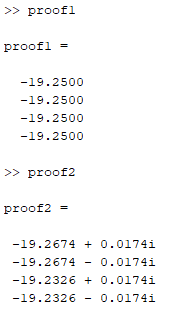 >> proof1
proof1 =
-19.2500
-19.2500
-19.2500
-19.2500
>> proof2
proof2 =
-19.2674 + 0.0174i
-19.2674 - 0.0174i
-19.2326 + 0.0174i
-19.2326 - 0.0174i